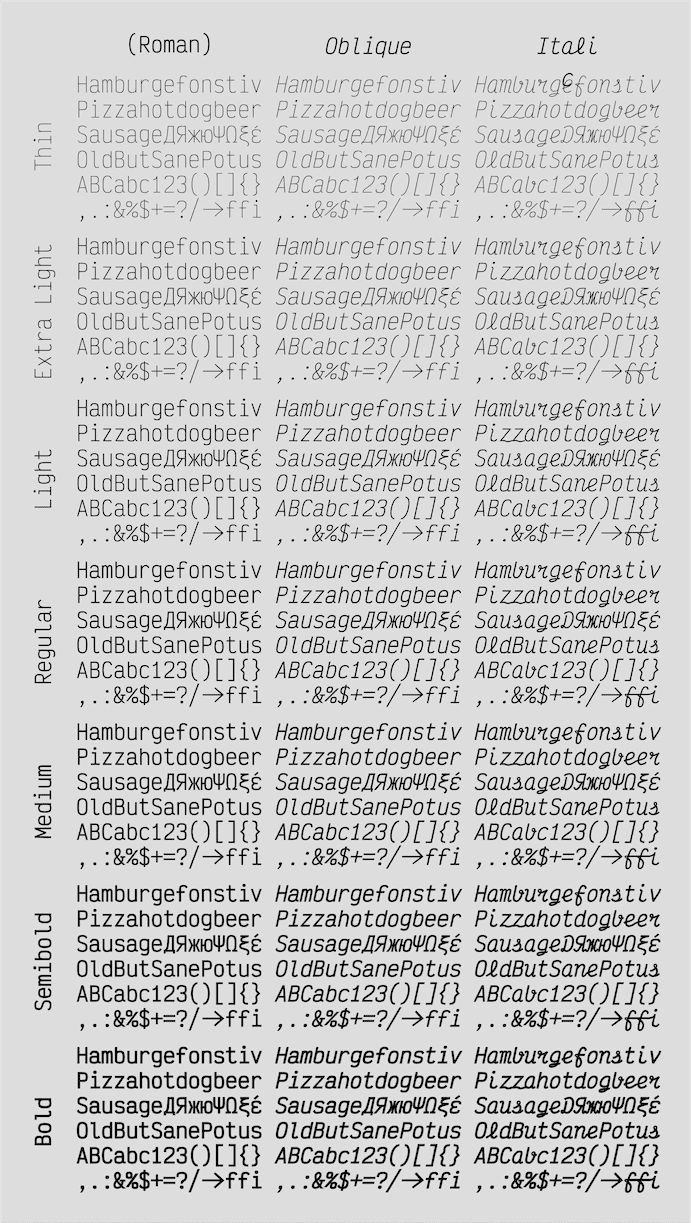 (Roman) Oblique Itali
c
Thin
Hamburgefonstiv Hamburgefonstiv Hamburgefonstiv
Pizzahotdogbeer Pizzahotdogbeer Pizzahotdogbeer
SausageДЯжюΨΩξέ SausageДЯжюΨΩξέ SausageДЯжюΨΩξέ
OldButSanePotus OldButSanePotus OldButSanePotus
ABCabc123()[]{} ABCabc123()[]{} ABCabc123()[]{}
,.:&%$+=?/→ffi ,.:&%$+=?/→ffi ,.:&%$+=?/→ffi
Extra Light
Hamburgefonstiv Hamburgefonstiv Hamburgefonstiv
Pizzahotdogbeer Pizzahotdogbeer Pizzahotdogbeer
SausageДЯжюΨΩξέ SausageДЯжюΨΩξέ SausageДЯжюΨΩξέ
OldButSanePotus OldButSanePotus OldButSanePotus
ABCabc123()[]{} ABCabc123()[]{} ABCabc123()[]{}
,.:&%$+=?/→ffi ,.:&%$+=?/→ffi ,.:&%$+=?/→ffi
Light
Hamburgefonstiv Hamburgefonstiv Hamburgefonstiv
Pizzahotdogbeer Pizzahotdogbeer Pizzahotdogbeer
SausageДЯжюΨΩξέ SausageДЯжюΨΩξέ SausageДЯжюΨΩξέ
OldButSanePotus OldButSanePotus OldButSanePotus
ABCabc123()[]{} ABCabc123()[]{} ABCabc123()[]{}
,.:&%$+=?/→ffi ,.:&%$+=?/→ffi ,.:&%$+=?/→ffi
Regular
Hamburgefonstiv Hamburgefonstiv Hamburgefonstiv
Pizzahotdogbeer Pizzahotdogbeer Pizzahotdogbeer
SausageДЯжюΨΩξέ SausageДЯжюΨΩξέ SausageДЯжюΨΩξέ
OldButSanePotus OldButSanePotus OldButSanePotus
ABCabc123()[]{} ABCabc123()[]{} ABCabc123()[]{}
,.:&%$+=?/→ffi ,.:&%$+=?/→ffi ,.:&%$+=?/→ffi
Medium
Hamburgefonstiv Hamburgefonstiv Hamburgefonstiv
Pizzahotdogbeer Pizzahotdogbeer Pizzahotdogbeer
SausageДЯжюΨΩξέ SausageДЯжюΨΩξέ SausageДЯжюΨΩξέ
OldButSanePotus OldButSanePotus OldButSanePotus
ABCabc123()[]{} ABCabc123()[]{} ABCabc123()[]{}
,.:&%$+=?/→ffi ,.:&%$+=?/→ffi ,.:&%$+=?/→ffi
Semibold
Hamburgefonstiv Hamburgefonstiv Hamburgefonstiv
Pizzahotdogbeer Pizzahotdogbeer Pizzahotdogbeer
SausageДЯжюΨΩξέ SausageДЯжюΨΩξέ SausageДЯжюΨΩξέ
OldButSanePotus OldButSanePotus OldButSanePotus
ABCabc123()[]{} ABCabc123()[]{} ABCabc123()[]{}
,.:&%$+=?/→ffi ,.:&%$+=?/→ffi ,.:&%$+=?/→ffi
Bold
Hamburgefonstiv Hamburgefonstiv Hamburgefonstiv
Pizzahotdogbeer Pizzahotdogbeer Pizzahotdogbeer
SausageДЯжюΨΩξέ SausageДЯжюΨΩξέ SausageДЯжюΨΩξέ
OldButSanePotus OldButSanePotus OldButSanePotus
ABCabc123()[]{} ABCabc123()[]{} ABCabc123()[]{}
,.:&%$+=?/→ffi ,.:&%$+=?/→ffi ,.:&%$+=?/→ffi